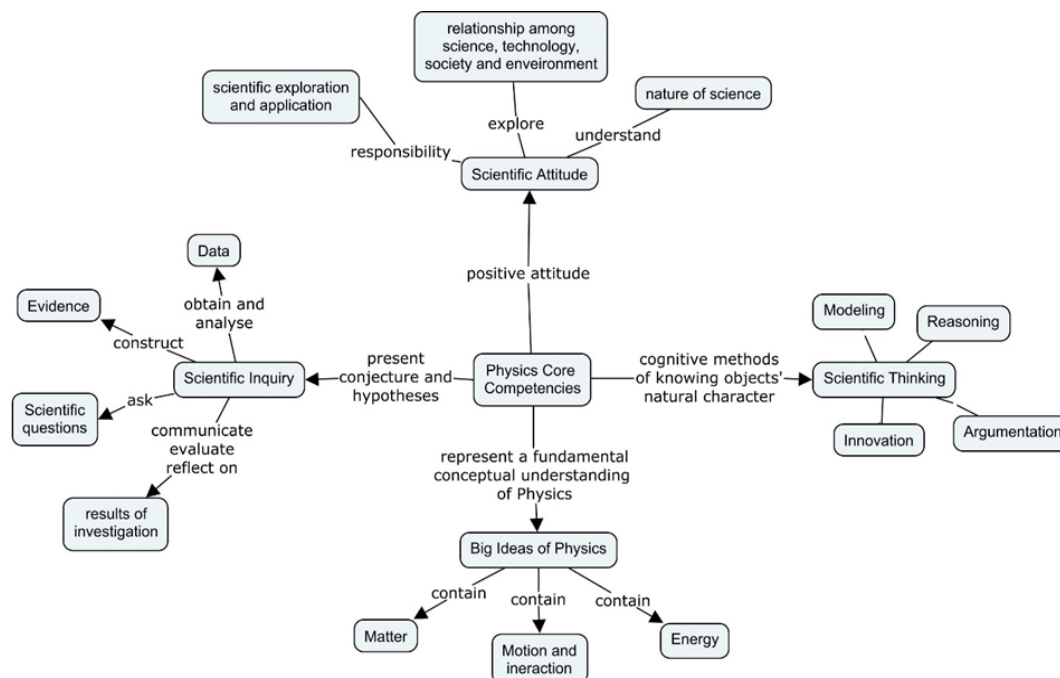 relationship among
science, technology,
society and enveironment
scientific exploration
and application
nature of science
explore
understand
responsibility
Scientific Attitude
Data
positive attitude
Evidence
obtain and
analyse
construct
Modeling
Reasoning
Scientific Inquiry
present
conjecture and
hypotheses
Physics Core
Competencies
cognitive methods
of knowing objects'
natural character
Scientific Thinking
Scientific
questions
ask
communicate
evaluate
reflect on
Innovation
Argumentation
represent a fundamental
conceptual understanding
of Physics
results of
investigation
Big Ideas of Physics
contain
contain
contain
Matter
Motion and
ineraction
Energy